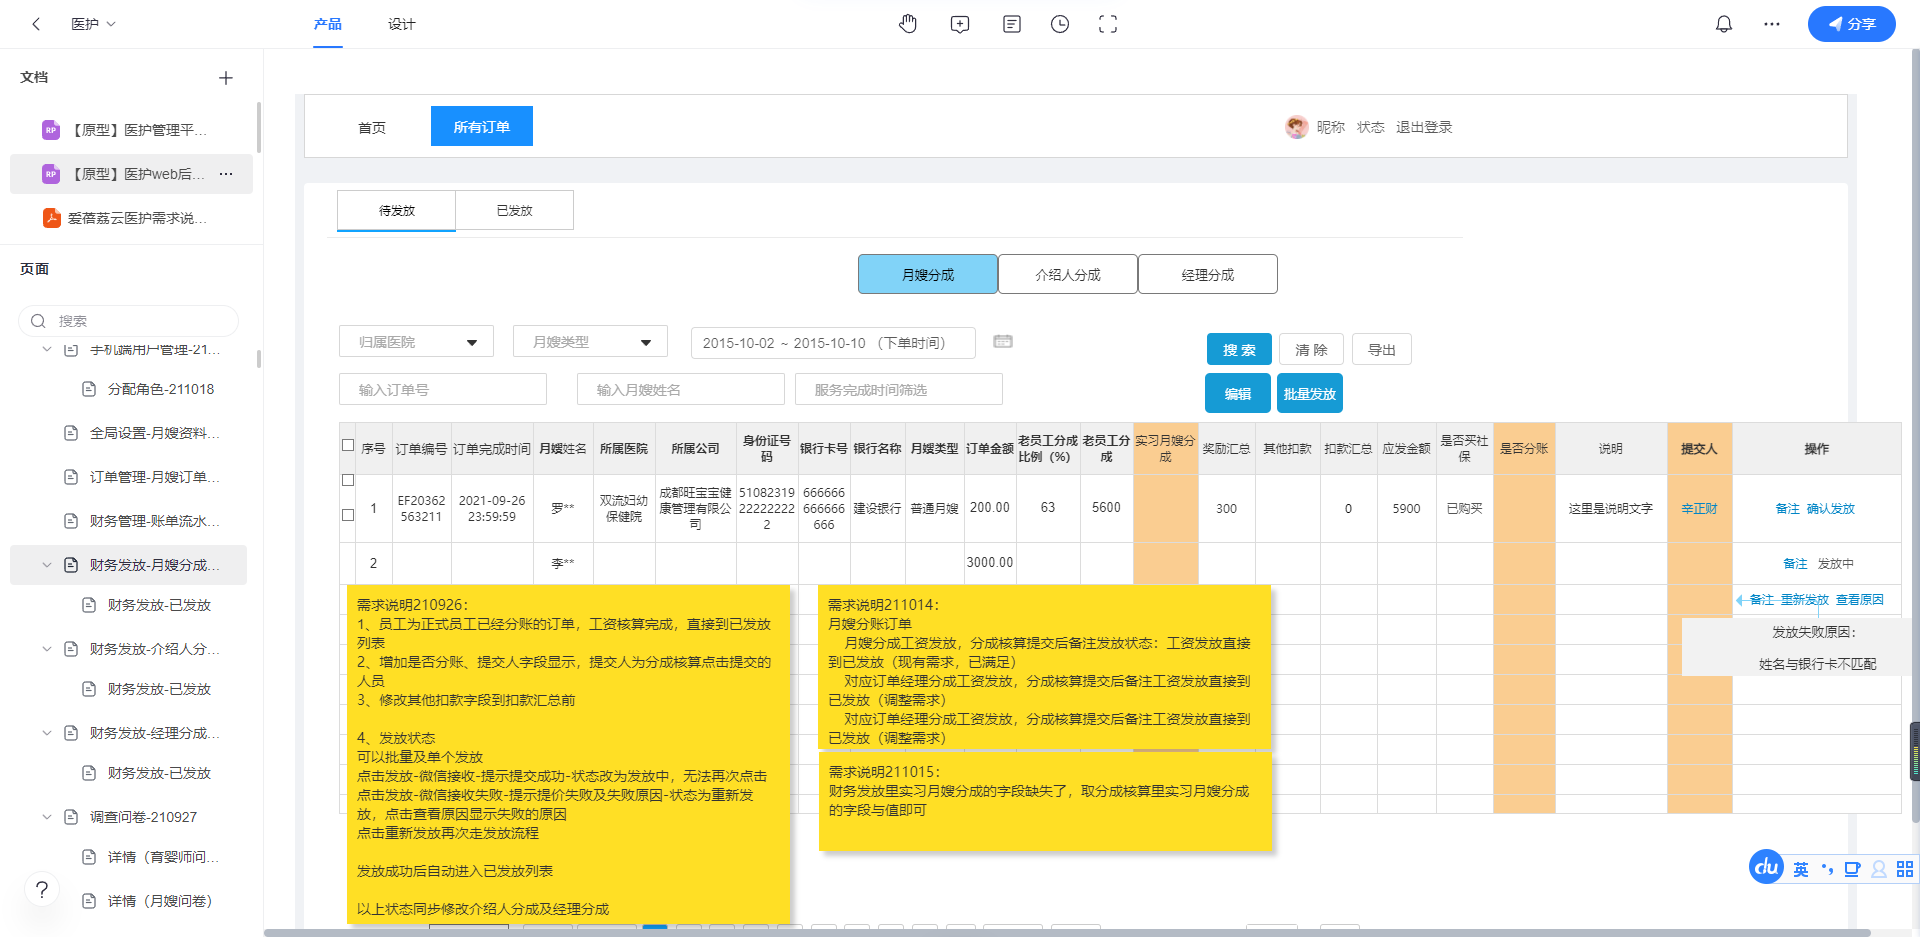 医护
产品
设计
分享
文档
RP 【原型】医护管理平...
RP 【原型】医护web后...
爱蓓荔云医护需求说...
页面
搜索
手机端用户管理-21...
分配角色-211018
全局设置-月嫂资料...
订单管理-月嫂订单...
财务管理-账单流水...
财务发放-月嫂分成...
财务发放-已发放
财务发放-介绍人分...
财务发放-已发放
财务发放-经理分成...
财务发放-已发放
调查问卷-210927
详情（育婴师问...
详情（月嫂问卷）
?
首页
所有订单
昵称 状态 退出登录
待发放
已发放
月嫂分成
介绍人分成
经理分成
归属医院
月嫂类型
2015-10-02 ~ 2015-10-10 （下单时间）
搜 索
清 除
导出
输入订单号
输入月嫂姓名
服务完成时间筛选
编辑
批量发放
序号
订单编号
订单完成时间
月嫂姓名
所属医院
所属公司
身份证号
码
银行卡号
银行名称
月嫂类型
订单金额
老员工分成
比例（%）
老员工分
成
实习月嫂分
成
奖励汇总
其他扣款
扣款汇总
应发金额
是否买社
保
是否分账
说明
提交人
操作
1
EF20362
563211
2021-09-26
23:59:59
罗**
双流妇幼
保健院
成都旺宝宝健
康管理有限公
司
51082319
222222222
2
666666
666666
666
建设银行
普通月嫂
200.00
63
5600
300
0
5900
已购买
这里是说明文字
辛正财
备注 确认发放
2
李**
3000.00
备注 发放中
备注 重新发放 查看原因
发放失败原因：
姓名与银行卡不匹配
需求说明210926：
1、员工为正式员工已经分账的订单，工资核算完成，直接到已发放
列表
2、增加是否分账、提交人字段显示，提交人为分成核算点击提交的
人员
3、修改其他扣款字段到扣款汇总前
4、发放状态
可以批量及单个发放
点击发放-微信接收-提示提交成功-状态改为发放中，无法再次点击
点击发放-微信接收失败-提示提价失败及失败原因-状态为重新发
放，点击查看原因显示失败的原因
点击重新发放再次走发放流程
发放成功后自动进入已发放列表
以上状态同步修改介绍人分成及经理分成
需求说明211014：
月嫂分账订单
月嫂分成工资发放，分成核算提交后备注发放状态：工资发放直接
到已发放（现有需求，已满足）
对应订单经理分成工资发放，分成核算提交后备注工资发放直接到
已发放（调整需求）
对应订单经理分成工资发放，分成核算提交后备注工资发放直接到
已发放（调整需求）
需求说明211015：
财务发放里实习月嫂分成的字段缺失了，取分成核算里实习月嫂分成
的字段与值即可
du 英